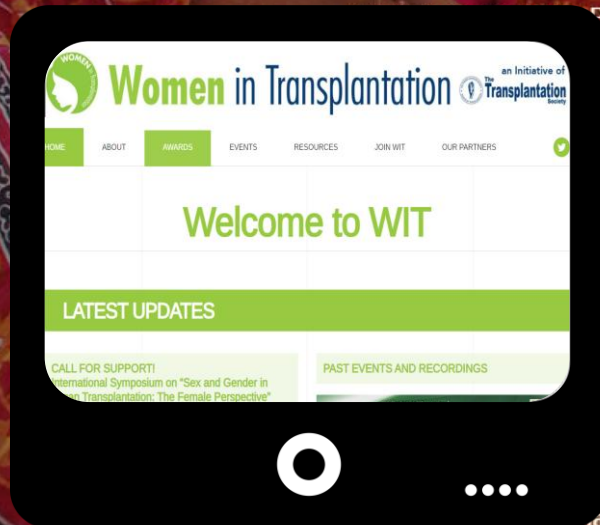 WOMEN
Women in Transplantation
an Initiative of
The
Transplantation
Society
HOME ABOUT AWARDS EVENTS RESOURCES JOIN WIT OUR PARTNERS
Welcome to WIT
LATEST UPDATES
CALL FOR SUPPORT!
International Symposium on "Sex and Gender in
Transplantation: The Female Perspective"
PAST EVENTS AND RECORDINGS